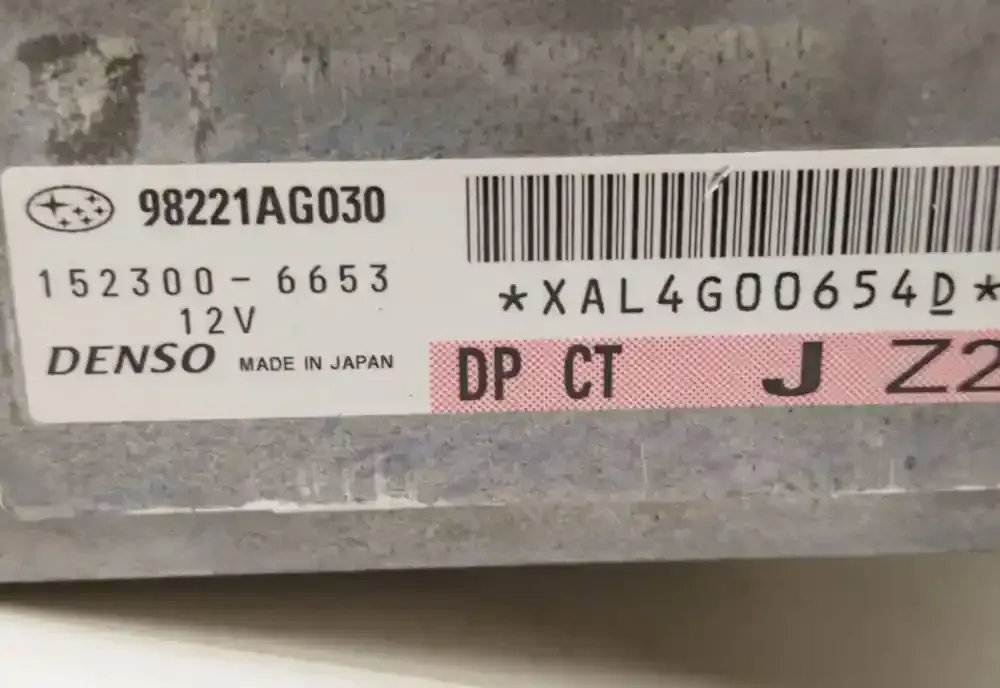 98221AG030
152300-6653
12V
DENSO MADE IN JAPAN
*XAL4G00654D*
DP CT J Z2